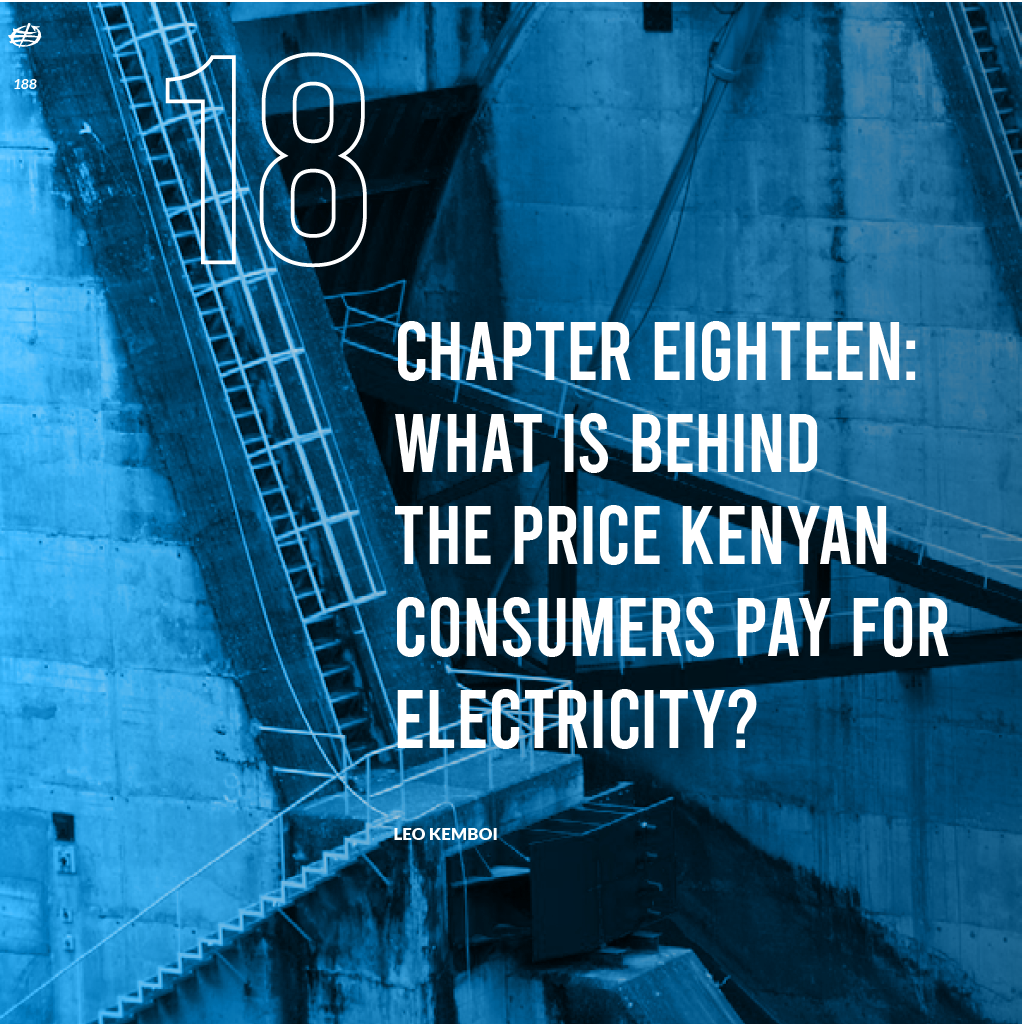 188
18
CHAPTER EIGHTEEN:
WHAT IS BEHIND
THE PRICE KENYAN
CONSUMERS PAY FOR
ELECTRICITY?
LEO KEMBOI